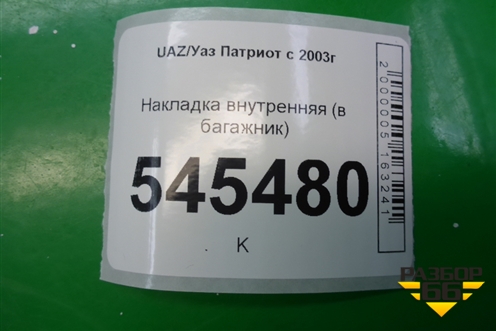 UAZ/Уаз Патриот с 2003г
Накладка внутренняя (в
багажник)
545480
К
2000005163241
РАЗБОР
66